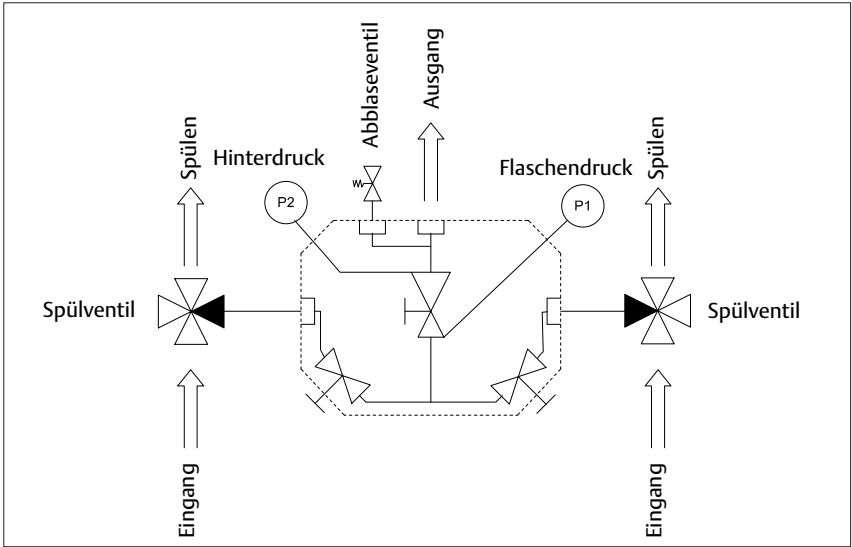 Abblaseventil
Ausgang
Spülen
Hinterdruck
Flaschendruck
Spülen
P2
P1
Spülventil
Spülventil
Eingang
Eingang